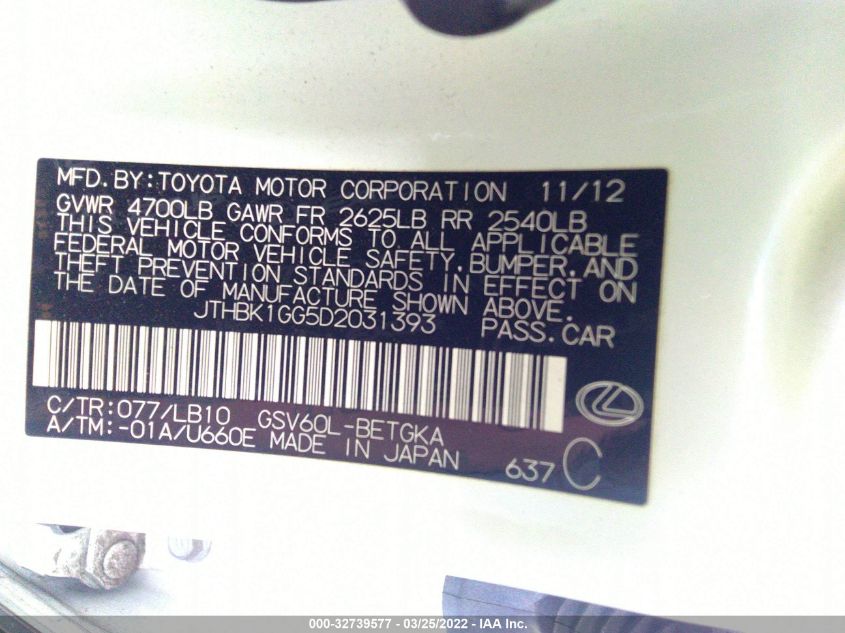 MFD.BY:TOYOTA MOTOR CORPORATION 11/12
GVWR 4700LB GAWR FR 2625LB RR 2540LB
THIS VEHICLE CONFORMS TO ALL APPLICABLE
FEDERAL MOTOR VEHICLE SAFETY,BUMPER,AND
THEFT PREVENTION STANDARDS IN EFFECT ON
THE DATE OF MANUFACTURE SHOWN ABOVE.
JTHBK1GG5D2031393 PASS.CAR
C/TR:077/LB10 GSV60L-BETGKA
A/TM:-01A/U660E MADE IN JAPAN 637 C
000-32739577 - 03/25/2022 - IAA Inc.